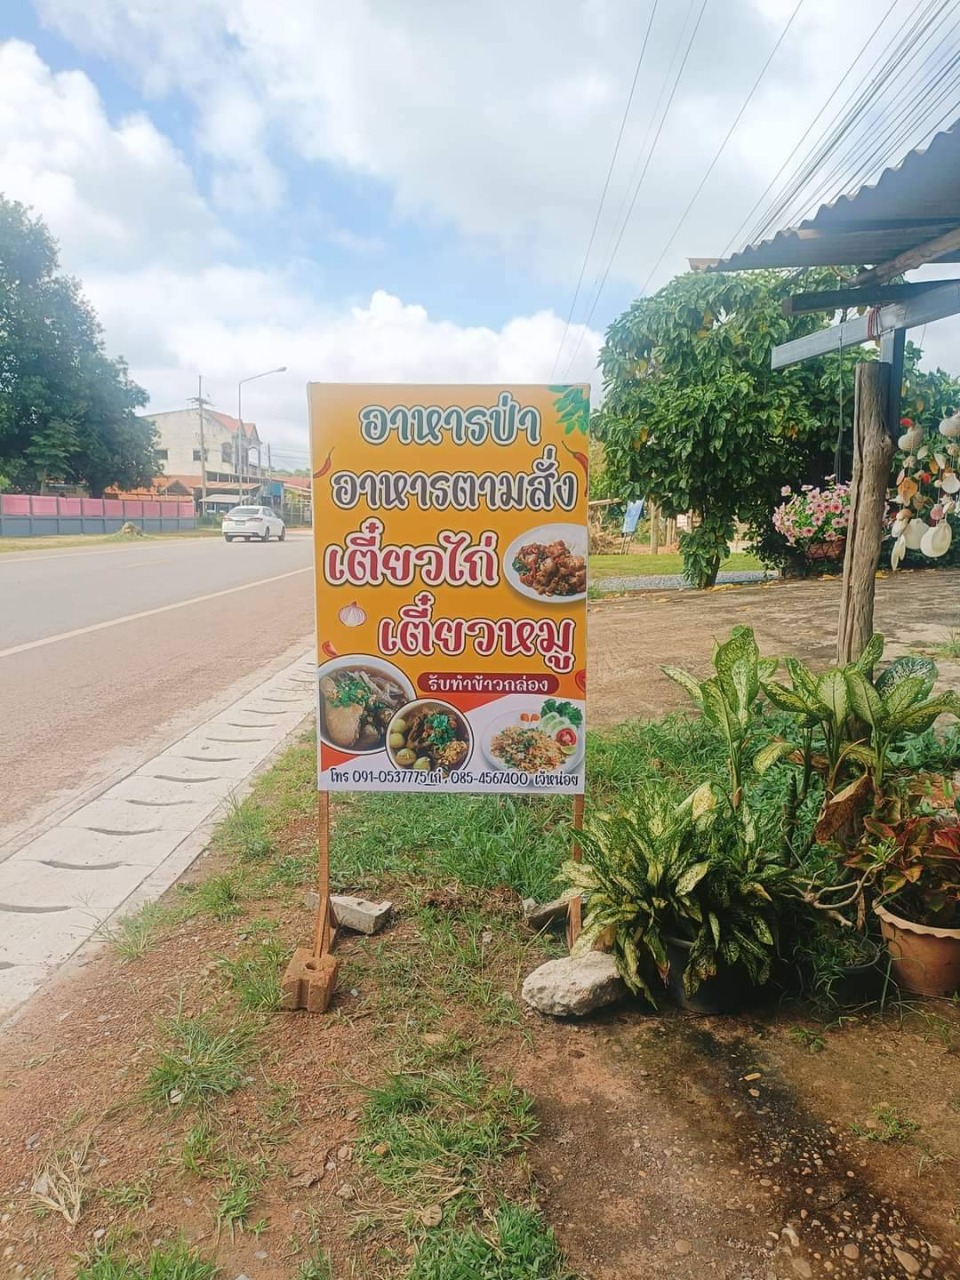 อาหารป่า
อาหารตามสั่ง
เตี๋ยวไก่
เตี๋ยวหมู
รับทำข้าวกล่อง
โทร 091-0537775 เก๋ , 085-4567400 เว้หน่อย